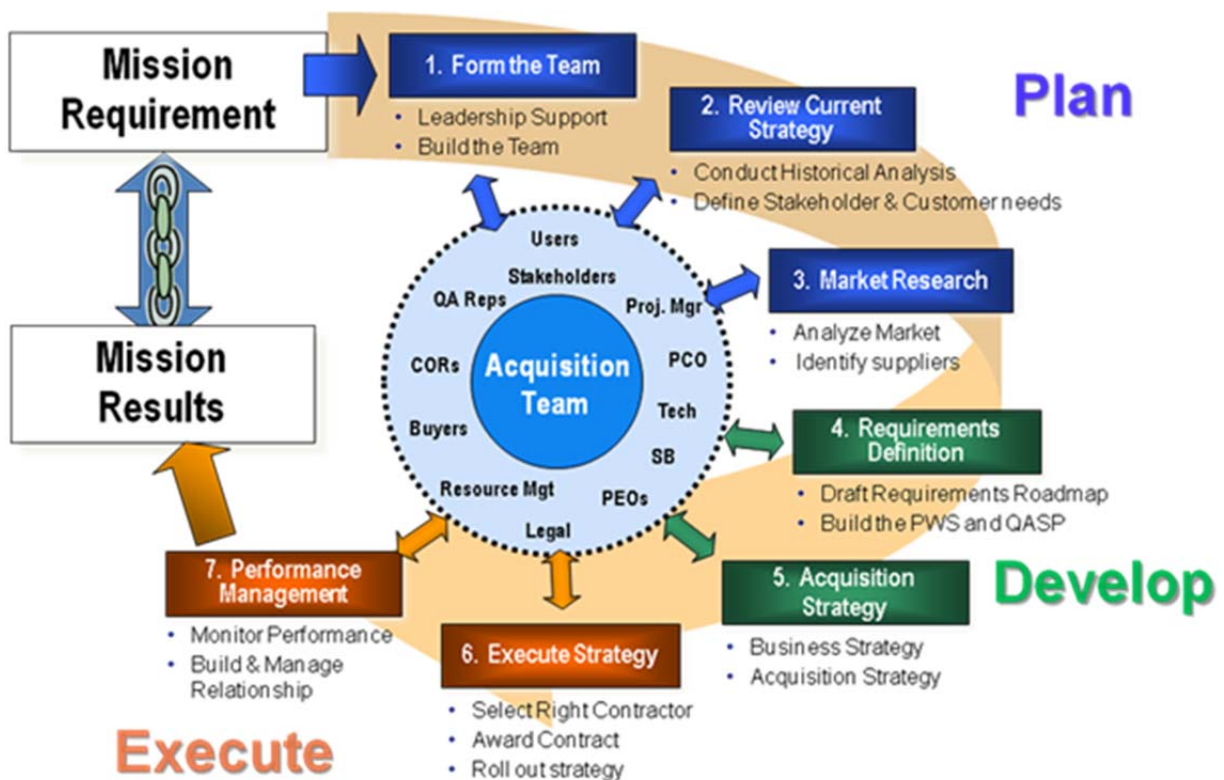 Mission
Requirement
1. Form the Team
• Leadership Support
• Build the Team
2. Review Current
Strategy
• Conduct Historical Analysis
• Define Stakeholder & Customer needs
Plan
3. Market Research
• Analyze Market
• Identify suppliers
4. Requirements
Definition
• Draft Requirements Roadmap
• Build the PWS and QASP
Develop
5. Acquisition
Strategy
• Business Strategy
• Acquisition Strategy
6. Execute Strategy
• Select Right Contractor
• Award Contract
• Roll out strategy
7. Performance
Management
• Monitor Performance
• Build & Manage
Relationship
Execute
Mission
Results
Users
Stakeholders
QA Reps
Proj. Mgr
CORs
PCO
Acquisition
Team
Tech
Buyers
SB
Resource Mgt
PEOs
Legal